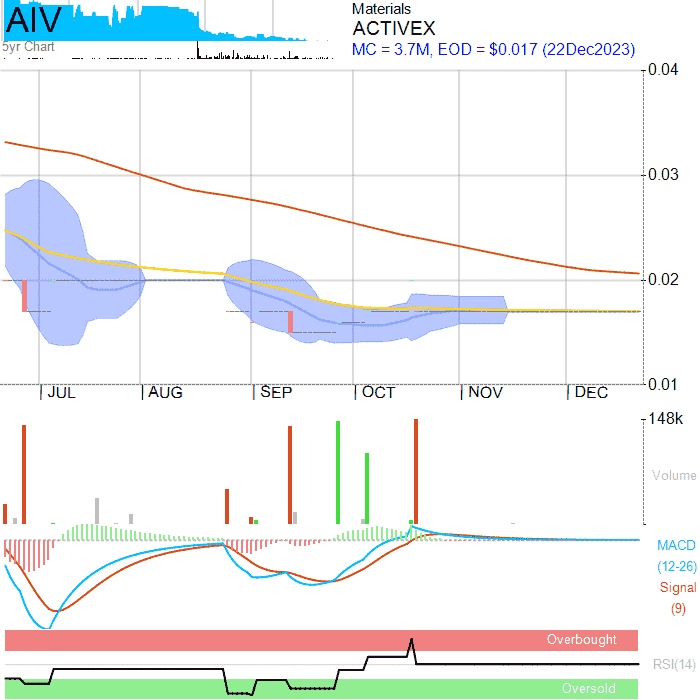 AIV
5yr Chart
Materials
ACTIVEX
MC = 3.7M, EOD = $0.017 (22Dec2023)
0.04
0.03
0.02
0.01
JUL AUG SEP OCT NOV DEC
148k
Volume
MACD
(12-26)
Signal
(9)
Overbought
RSI(14)
Oversold